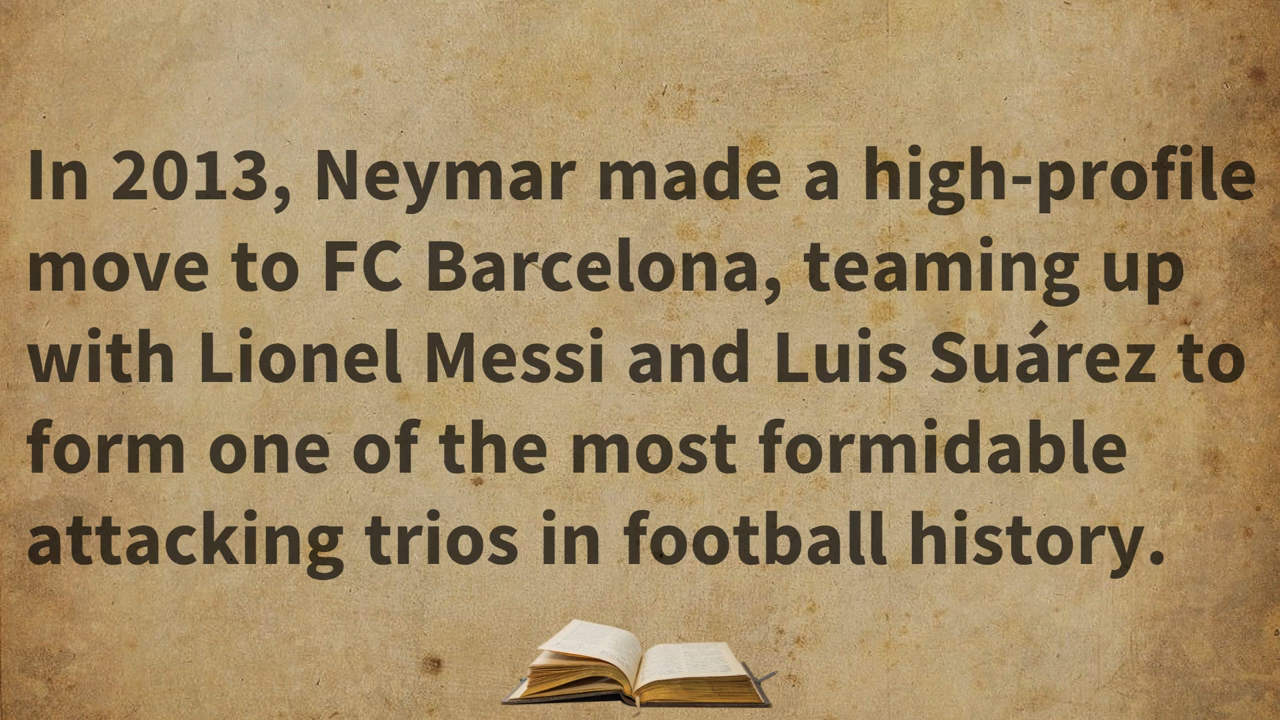 In 2013, Neymar made a high-profile
move to FC Barcelona, teaming up
with Lionel Messi and Luis Suárez to
form one of the most formidable
attacking trios in football history.